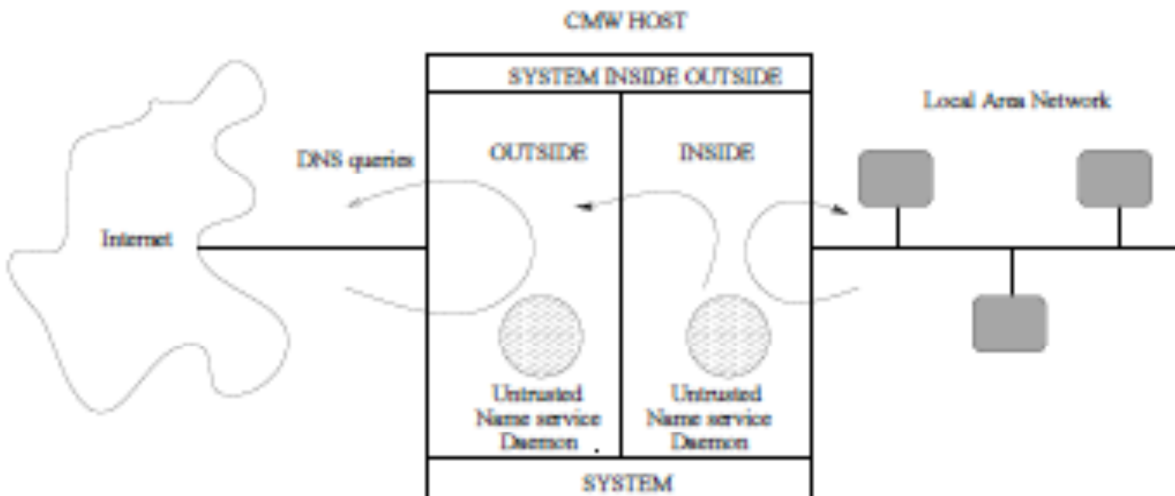 CMW HOST
SYSTEM INSIDE OUTSIDE
Local Area Network
DNS queries
OUTSIDE
INSIDE
Internet
Untrusted
Name service
Daemon .
Untrusted
Name service
Daemon
SYSTEM